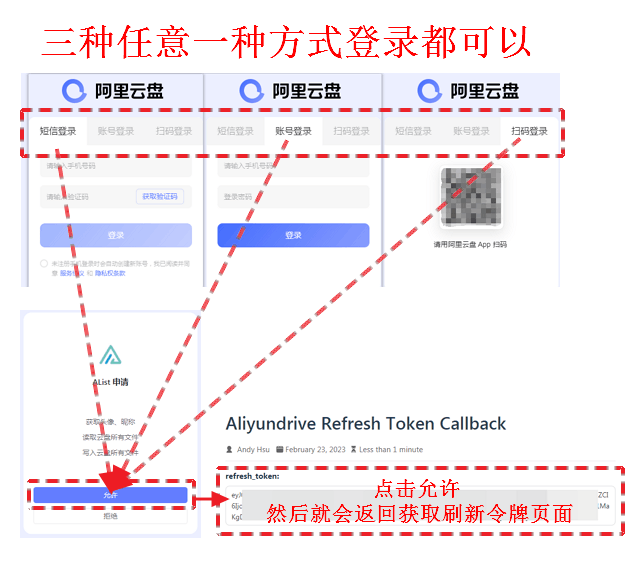 三种任意一种方式登录都可以
阿里云盘
短信登录 账号登录 扫码登录
请输入手机号码
请输入验证码 获取验证码
登录
未注册手机登录时会自动创建新账号，我已阅读并同
意 服务协议 和 隐私权条款
阿里云盘
短信登录 账号登录 扫码登录
请输入手机号码
登录密码
登录
阿里云盘
短信登录 账号登录 扫码登录
请用阿里云盘 App 扫码
AList 申请
获取头像、昵称
读取云盘所有文件
写入云盘所有文件
允许
拒绝
Aliyundrive Refresh Token Callback
Andy Hsu February 23, 2023 Less than 1 minute
refresh_token:
点击允许
然后就会返回获取刷新令牌页面